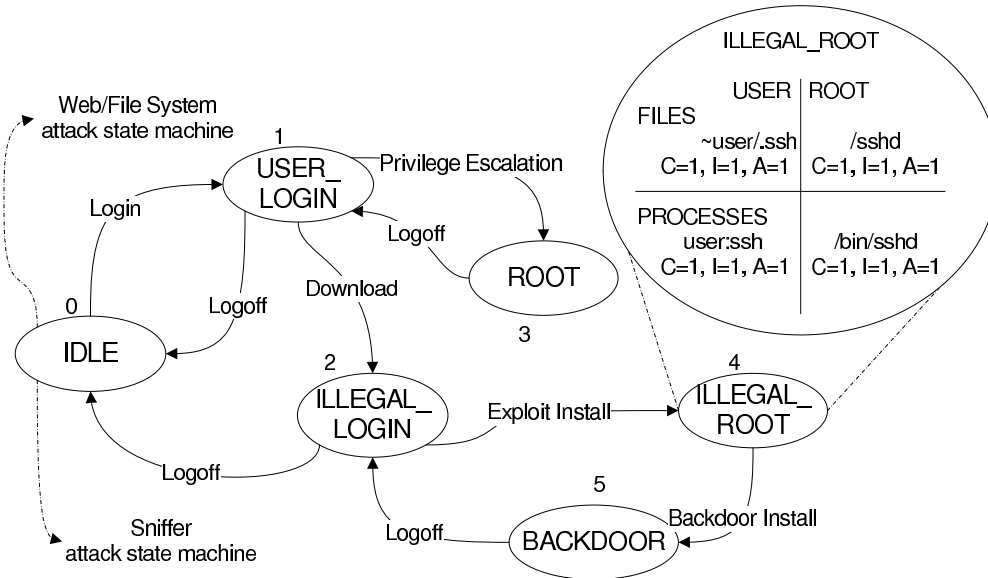 ILLEGAL_ROOT
USER
ROOT
FILES
~user/.ssh
C=1, I=1, A=1
/sshd
C=1, I=1, A=1
PROCESSES
user:ssh
C=1, I=1, A=1
/bin/sshd
C=1, I=1, A=1
Web/File System
attack state machine
1
USER_
LOGIN
Privilege Escalation
Login
Logoff
ROOT
3
Download
Logoff
0
IDLE
2
ILLEGAL_
LOGIN
Exploit Install
4
ILLEGAL_
ROOT
Logoff
5
BACKDOOR
Backdoor Install
Logoff
Sniffer
attack state machine